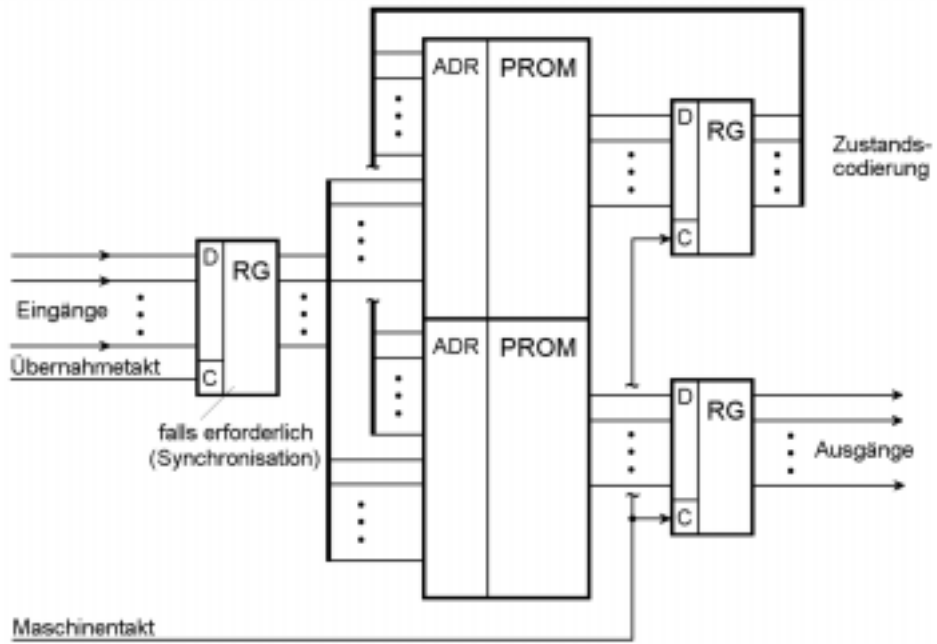 ADR PROM
D RG
C
Zustands-
codierung
D RG
C
Eingänge
Übernahmetakt
falls erforderlich
(Synchronisation)
ADR PROM
D RG
C
Ausgänge
Maschinentakt